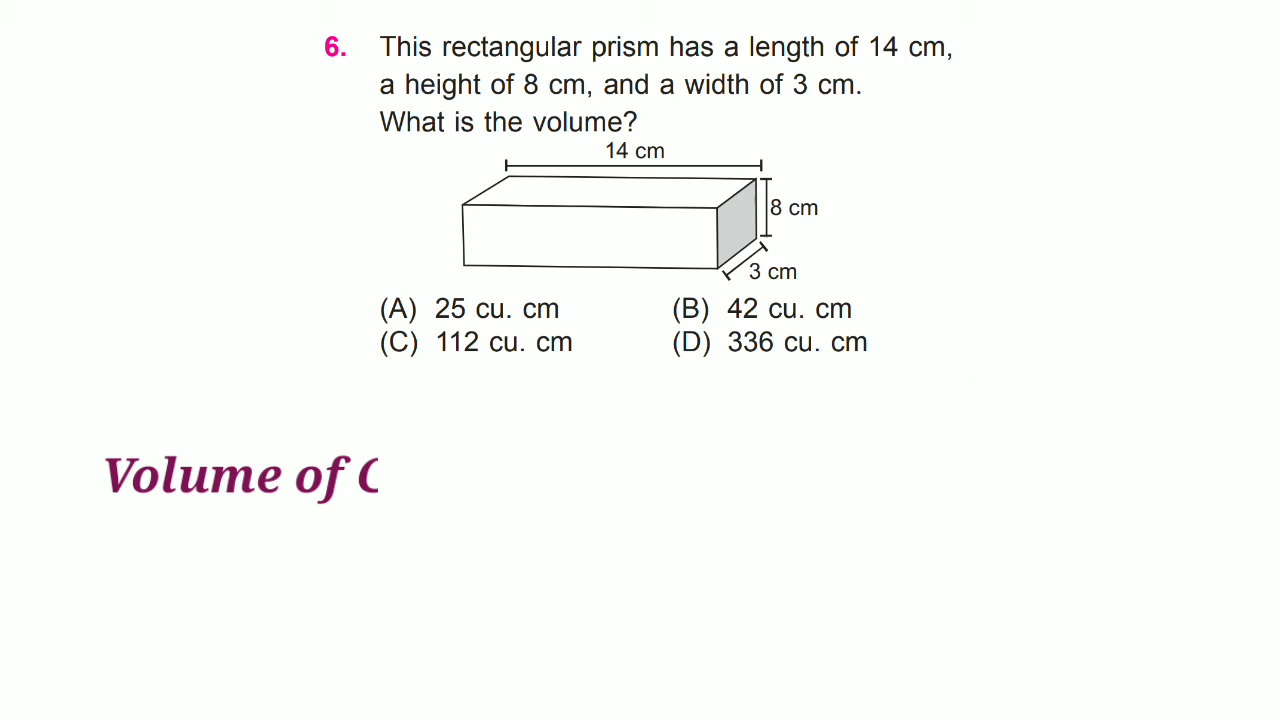 6. This rectangular prism has a length of 14 cm,
a height of 8 cm, and a width of 3 cm.
What is the volume?
14 cm
8 cm
3 cm
(A) 25 cu. cm (B) 42 cu. cm
(C) 112 cu. cm (D) 336 cu. cm
Volume of